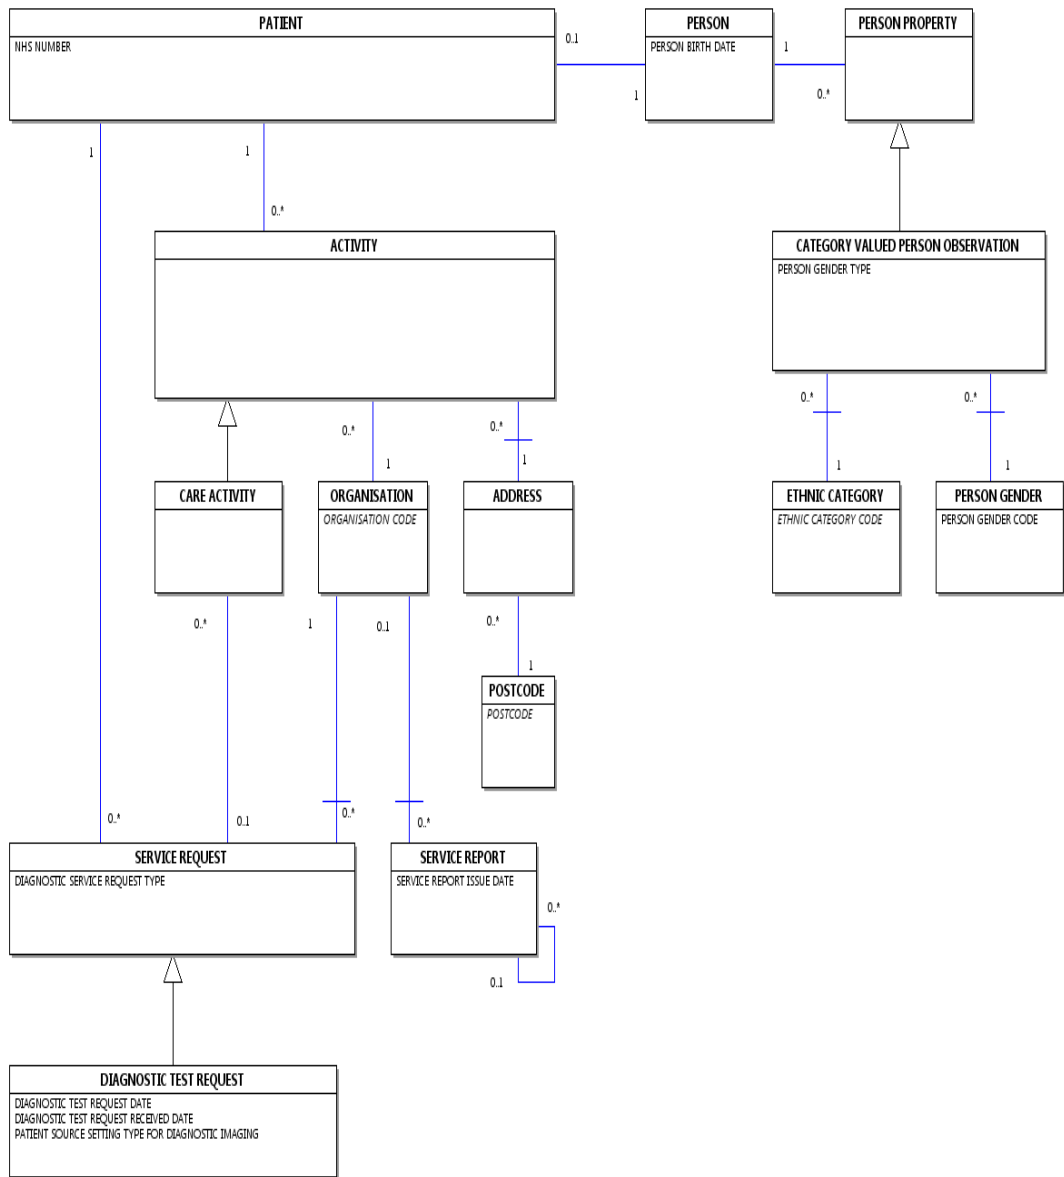 PATIENT
NHS NUMBER
PERSON
PERSON BIRTH DATE
PERSON PROPERTY
0..1
1
1
0..*
1
1
0..*
ACTIVITY
CATEGORY VALUED PERSON OBSERVATION
PERSON GENDER TYPE
0..*
1
0..*
1
0..*
1
0..*
1
CARE ACTIVITY
ORGANISATION
ORGANISATION CODE
ADDRESS
ETHNIC CATEGORY
ETHNIC CATEGORY CODE
PERSON GENDER
PERSON GENDER CODE
0..*
1
0..1
0..*
1
POSTCODE
POSTCODE
0..*
0..1
0..*
0..*
SERVICE REQUEST
DIAGNOSTIC SERVICE REQUEST TYPE
SERVICE REPORT
SERVICE REPORT ISSUE DATE
0..*
0..1
DIAGNOSTIC TEST REQUEST
DIAGNOSTIC TEST REQUEST DATE
DIAGNOSTIC TEST REQUEST RECEIVED DATE
PATIENT SOURCE SETTING TYPE FOR DIAGNOSTIC IMAGING